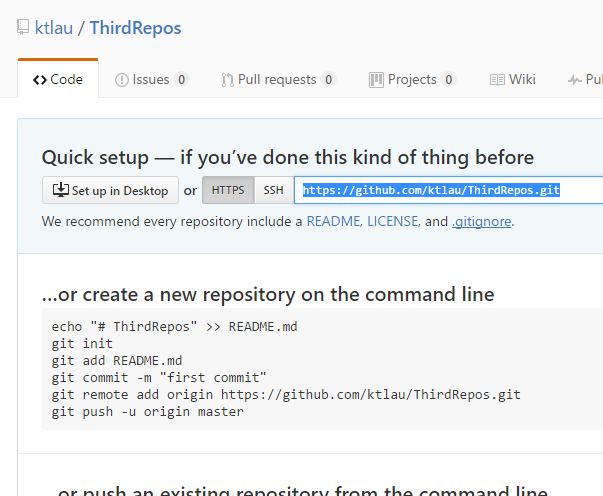 ktlau / ThirdRepos
Code Issues 0 Pull requests 0 Projects 0 Wiki Pul
Quick setup — if you've done this kind of thing before
Set up in Desktop or HTTPS SSH https://github.com/ktlau/ThirdRepos.git
We recommend every repository include a README, LICENSE, and .gitignore.
…or create a new repository on the command line
echo "# ThirdRepos" >> README.md
git init
git add README.md
git commit -m "first commit"
git remote add origin https://github.com/ktlau/ThirdRepos.git
git push -u origin master
…or push an existing repository from the command line